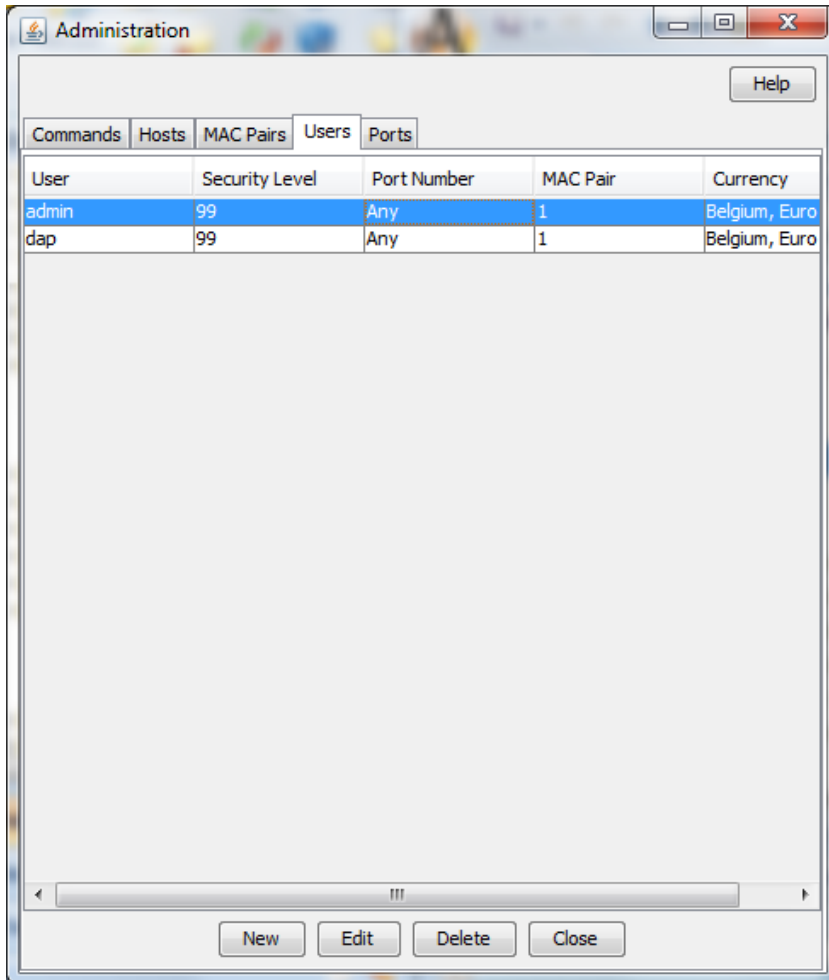 Administration
Help
Commands Hosts MAC Pairs Users Ports
User Security Level Port Number MAC Pair Currency
admin 99 Any 1 Belgium, Euro
dap 99 Any 1 Belgium, Euro
New Edit Delete Close